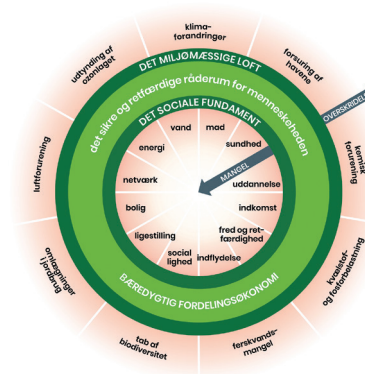 klima-
forandringer
forsuring af
havene
OVERSKRIDELSE
kemisk
forurening
kvælstof-
og fosforbelastning
ferskvands-
mangel
tab af
biodiversitet
omlægninger
i jordbrug
luftforurening
udtynding af
ozonlaget
DET MILJØMÆSSIGE LOFT
det sikre og retfærdige råderum for menneskeheden
DET SOCIALE FUNDAMENT
vand
mad
energi
sundhed
MANGEL
netværk
uddannelse
bolig
indkomst
ligestilling
fred og ret-
færdighed
social
lighed
indflydelse
BÆREDYGTIG FORDELINGSØKONOMI